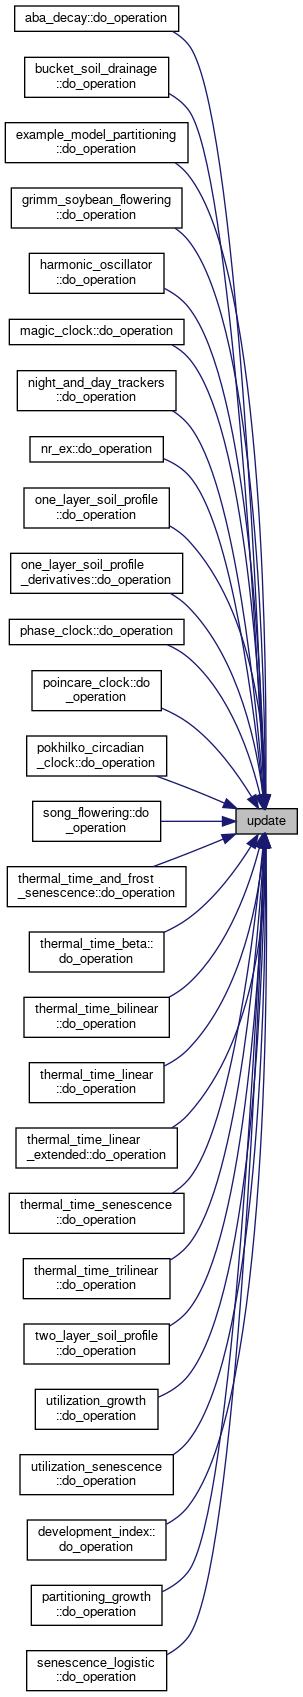 aba_decay::do_operation
bucket_soil_drainage
::do_operation
example_model_partitioning
::do_operation
grimm_soybean_flowering
::do_operation
harmonic_oscillator
::do_operation
magic_clock::do_operation
night_and_day_trackers
::do_operation
nr_ex::do_operation
one_layer_soil_profile
::do_operation
one_layer_soil_profile
_derivatives::do_operation
phase_clock::do_operation
poincare_clock::do
_operation
pokhilko_circadian
_clock::do_operation
song_flowering::do
_operation
update
thermal_time_and_frost
_senescence::do_operation
thermal_time_beta::
do_operation
thermal_time_bilinear
::do_operation
thermal_time_linear
::do_operation
thermal_time_linear
_extended::do_operation
thermal_time_senescence
::do_operation
thermal_time_trilinear
::do_operation
two_layer_soil_profile
::do_operation
utilization_growth
::do_operation
utilization_senescence
::do_operation
development_index::
do_operation
partitioning_growth
::do_operation
senescence_logistic
::do_operation